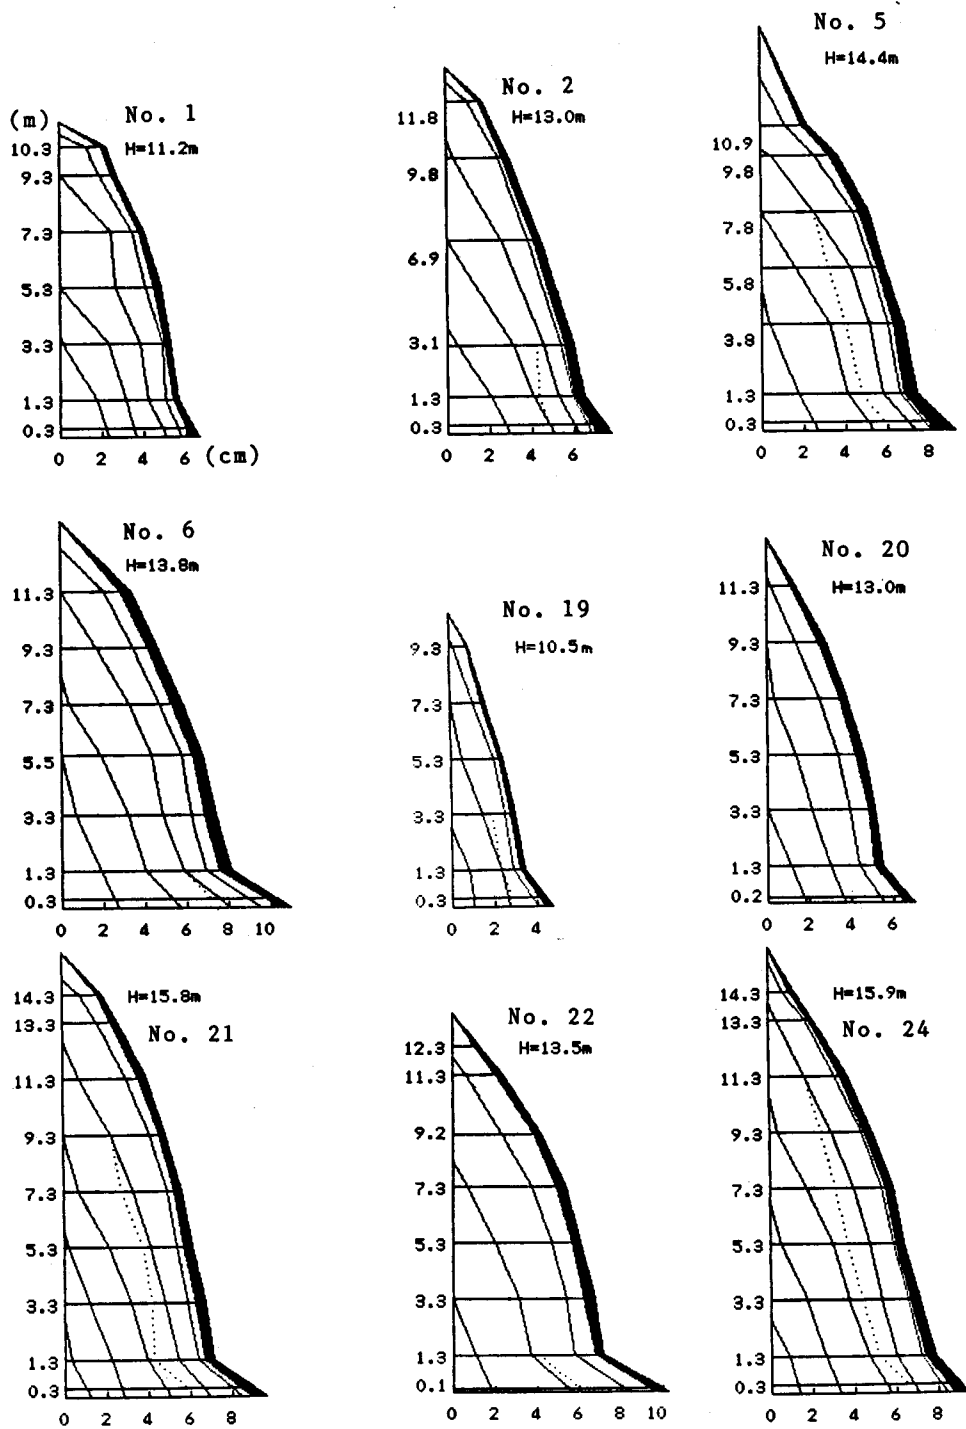 (m)
No. 1
H=11.2m
10.3
9.3
7.3
5.3
3.3
1.3
0.3
0 2 4 6 (cm)
No. 2
H=13.0m
11.8
9.8
6.9
3.1
1.3
0.3
0 2 4 6
No. 5
H=14.4m
10.9
9.8
7.8
5.8
3.8
1.3
0.3
0 2 4 6 8
No. 6
H=13.8m
11.3
9.3
7.3
5.5
3.3
1.3
0.3
0 2 4 6 8 10
No. 19
H=10.5m
9.3
7.3
5.3
3.3
1.3
0.3
0 2 4
No. 20
H=13.0m
11.3
9.3
7.3
5.3
3.3
1.3
0.2
0 2 4 6
H=15.8m
No. 21
14.3
13.3
11.3
9.3
7.3
5.3
3.3
1.3
0.3
0 2 4 6 8
No. 22
H=13.5m
12.3
11.3
9.2
7.3
5.3
3.3
1.3
0.1
0 2 4 6 8 10
H=15.9m
No. 24
14.3
13.3
11.3
9.3
7.3
5.3
3.3
1.3
0.3
0 2 4 6 8